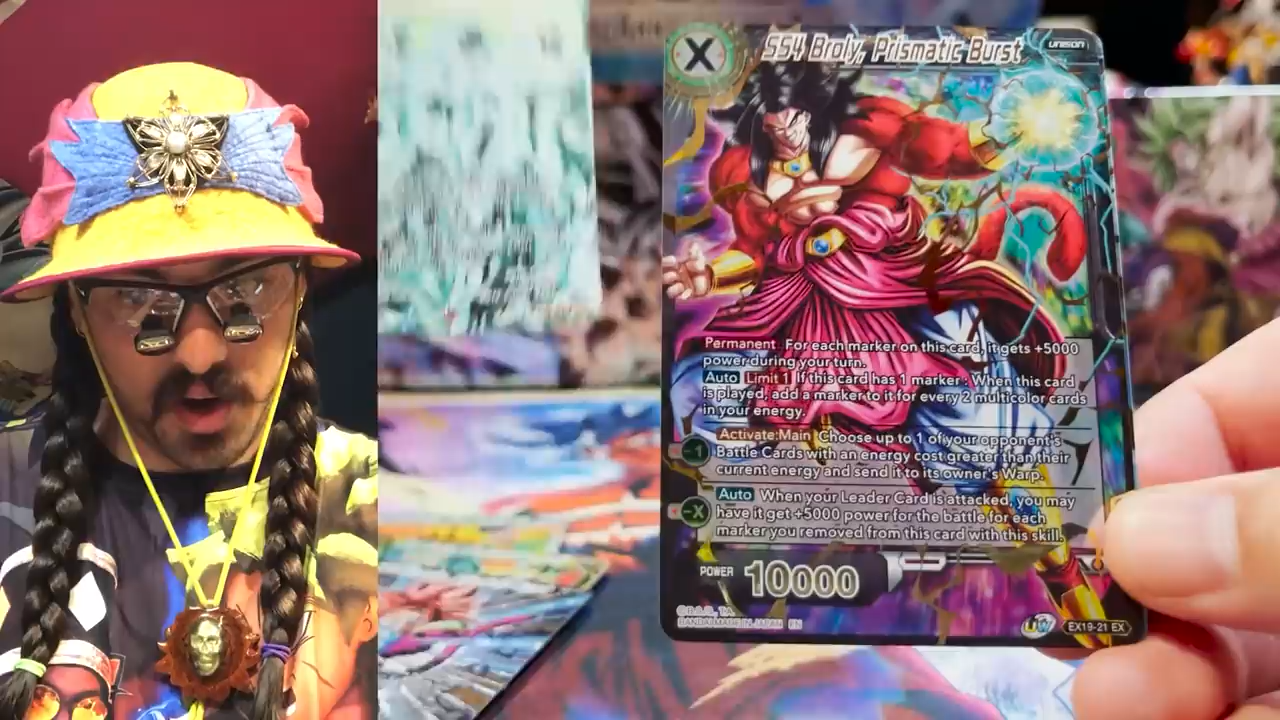 X
SS4 Broly, Prismatic Burst
UNISON
Permanent For each marker on this card, it gets +5000
power during your turn.
Auto Limit 1 If this card has 1 marker : When this card
is played, add a marker to it for every 2 multicolor cards
in your energy.
-1
Activate:Main Choose up to 1 of your opponent's
Battle Cards with an energy cost greater than their
current energy and send it to its owner's Warp.
-X
Auto When your Leader Card is attacked, you may
have it get +5000 power for the battle for each
marker you removed from this card with this skill.
POWER 10000
©B.S./S., T.A.
BANDAI MADE IN JAPAN EN
UW
EX19-21 EX